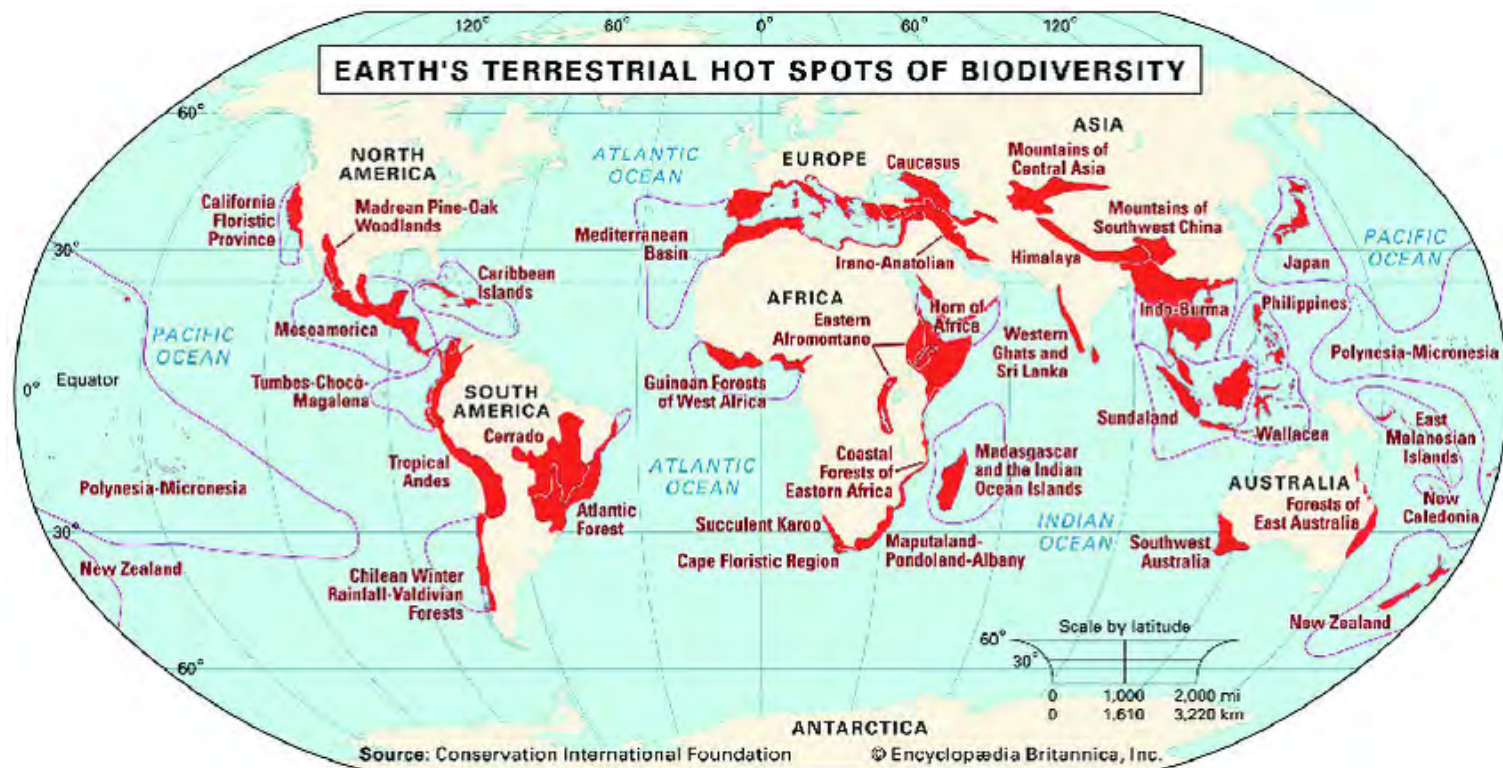 120°
60°
0°
60°
120°
EARTH'S TERRESTRIAL HOT SPOTS OF BIODIVERSITY
60°
ASIA
NORTH
AMERICA
ATLANTIC
OCEAN
EUROPE
Caucasus
Mountains of
Central Asia
California
Floristic
Province
Madrean Pine-Oak
Woodlands
Mountains of
Southwest China
30°
Mediterranean
Basin
Irano-Anatolian
Himalaya
Japan
PACIFIC
OCEAN
Caribbean
Islands
AFRICA
Horn of
Africa
Indo-Burma
Philippines
PACIFIC
OCEAN
Mesoamerica
Eastern
Afromontane
Western
Ghats and
Sri Lanka
Polynesia-Micronesia
0°
Equator
Tumbes-Chocó-
Magalena
SOUTH
AMERICA
Guinean Forests
of West Africa
Sundaland
Wallacea
East
Melanesian
Islands
Cerrado
Tropical
Andes
ATLANTIC
OCEAN
Coastal
Forests of
Eastern Africa
Madagascar
and the Indian
Ocean Islands
Polynesia-Micronesia
AUSTRALIA
Forests of
East Australia
New
Caledonia
Atlantic
Forest
30°
Succulent Karoo
INDIAN
OCEAN
30°
Cape Floristic Region
Maputaland-
Pondoland-Albany
Southwest
Australia
New Zealand
Chilean Winter
Rainfall-Valdivian
Forests
New Zealand
Scale by latitude
60°
30°
60°
60°
0 1,000 2,000 mi
0 1,610 3,220 km
ANTARCTICA
Source: Conservation International Foundation
© Encyclopædia Britannica, Inc.